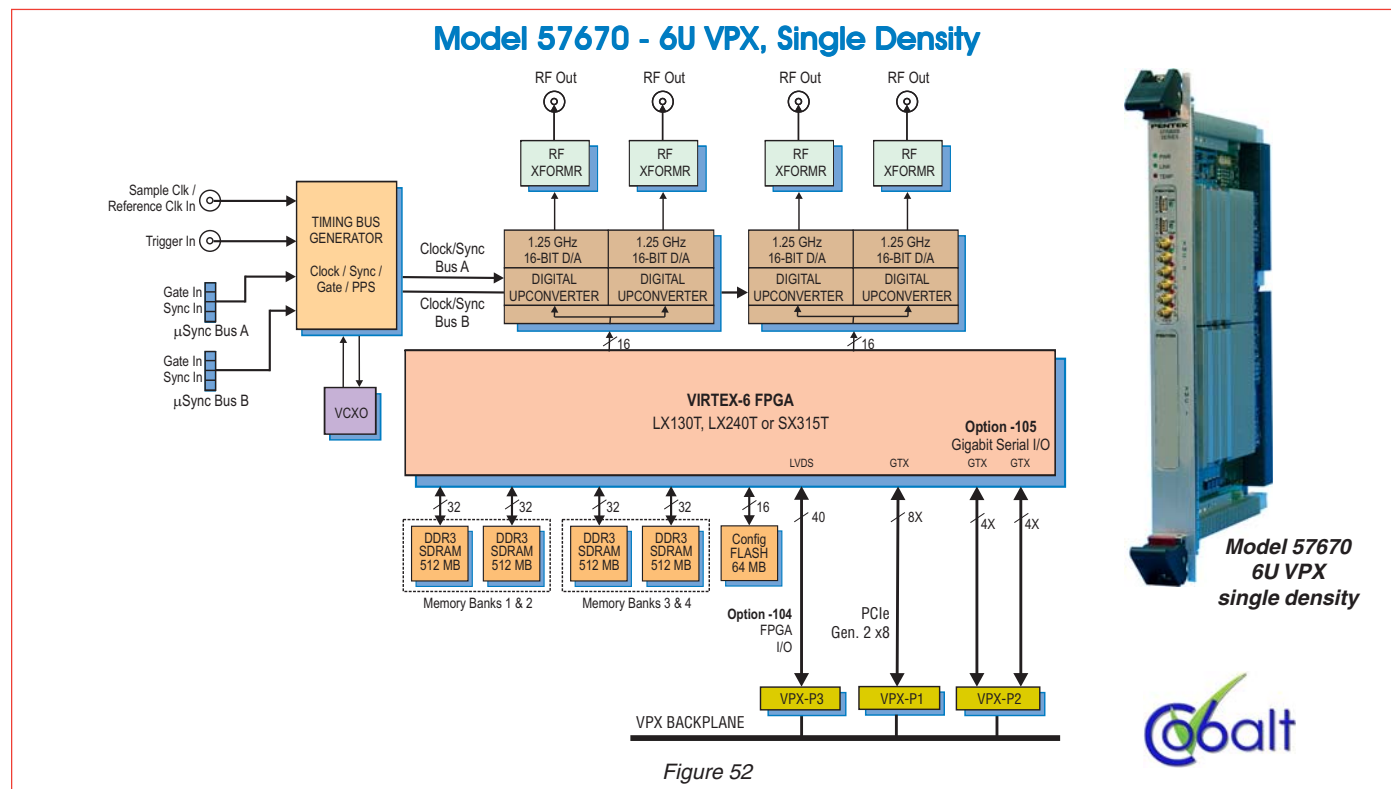 Model 57670 - 6U VPX, Single Density
RF Out
RF Out
RF Out
RF Out
RF
XFORMR
RF
XFORMR
RF
XFORMR
RF
XFORMR
Sample Clk /
Reference Clk In
Trigger In
TIMING BUS
GENERATOR
Clock / Sync /
Gate / PPS
Gate In
Sync In
µSync Bus A
Gate In
Sync In
µSync Bus B
VCXO
Clock/Sync
Bus A
Clock/Sync
Bus B
1.25 GHz
16-BIT D/A
DIGITAL
UPCONVERTER
1.25 GHz
16-BIT D/A
DIGITAL
UPCONVERTER
1.25 GHz
16-BIT D/A
DIGITAL
UPCONVERTER
1.25 GHz
16-BIT D/A
DIGITAL
UPCONVERTER
16
16
VIRTEX-6 FPGA
LX130T, LX240T or SX315T
Option -105
Gigabit Serial I/O
LVDS
GTX
GTX
GTX
32
32
32
32
16
40
8X
4X
4X
DDR3
SDRAM
512 MB
DDR3
SDRAM
512 MB
DDR3
SDRAM
512 MB
DDR3
SDRAM
512 MB
Config
FLASH
64 MB
Memory Banks 1 & 2
Memory Banks 3 & 4
Option -104
FPGA
I/O
PCIe
Gen. 2 x8
VPX-P3
VPX-P1
VPX-P2
VPX BACKPLANE
Figure 52
PENTEK
SERIES
PWR
LINK
TEMP
PENTEK
Model 57670
6U VPX
single density
Cobalt